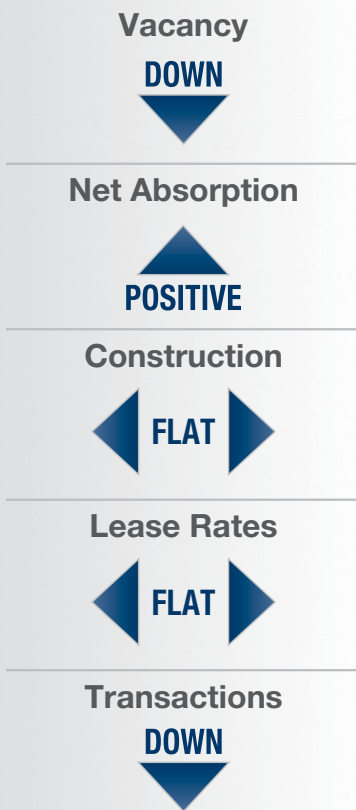 Vacancy
DOWN
Net Absorption
POSITIVE
Construction
FLAT
Lease Rates
FLAT
Transactions
DOWN